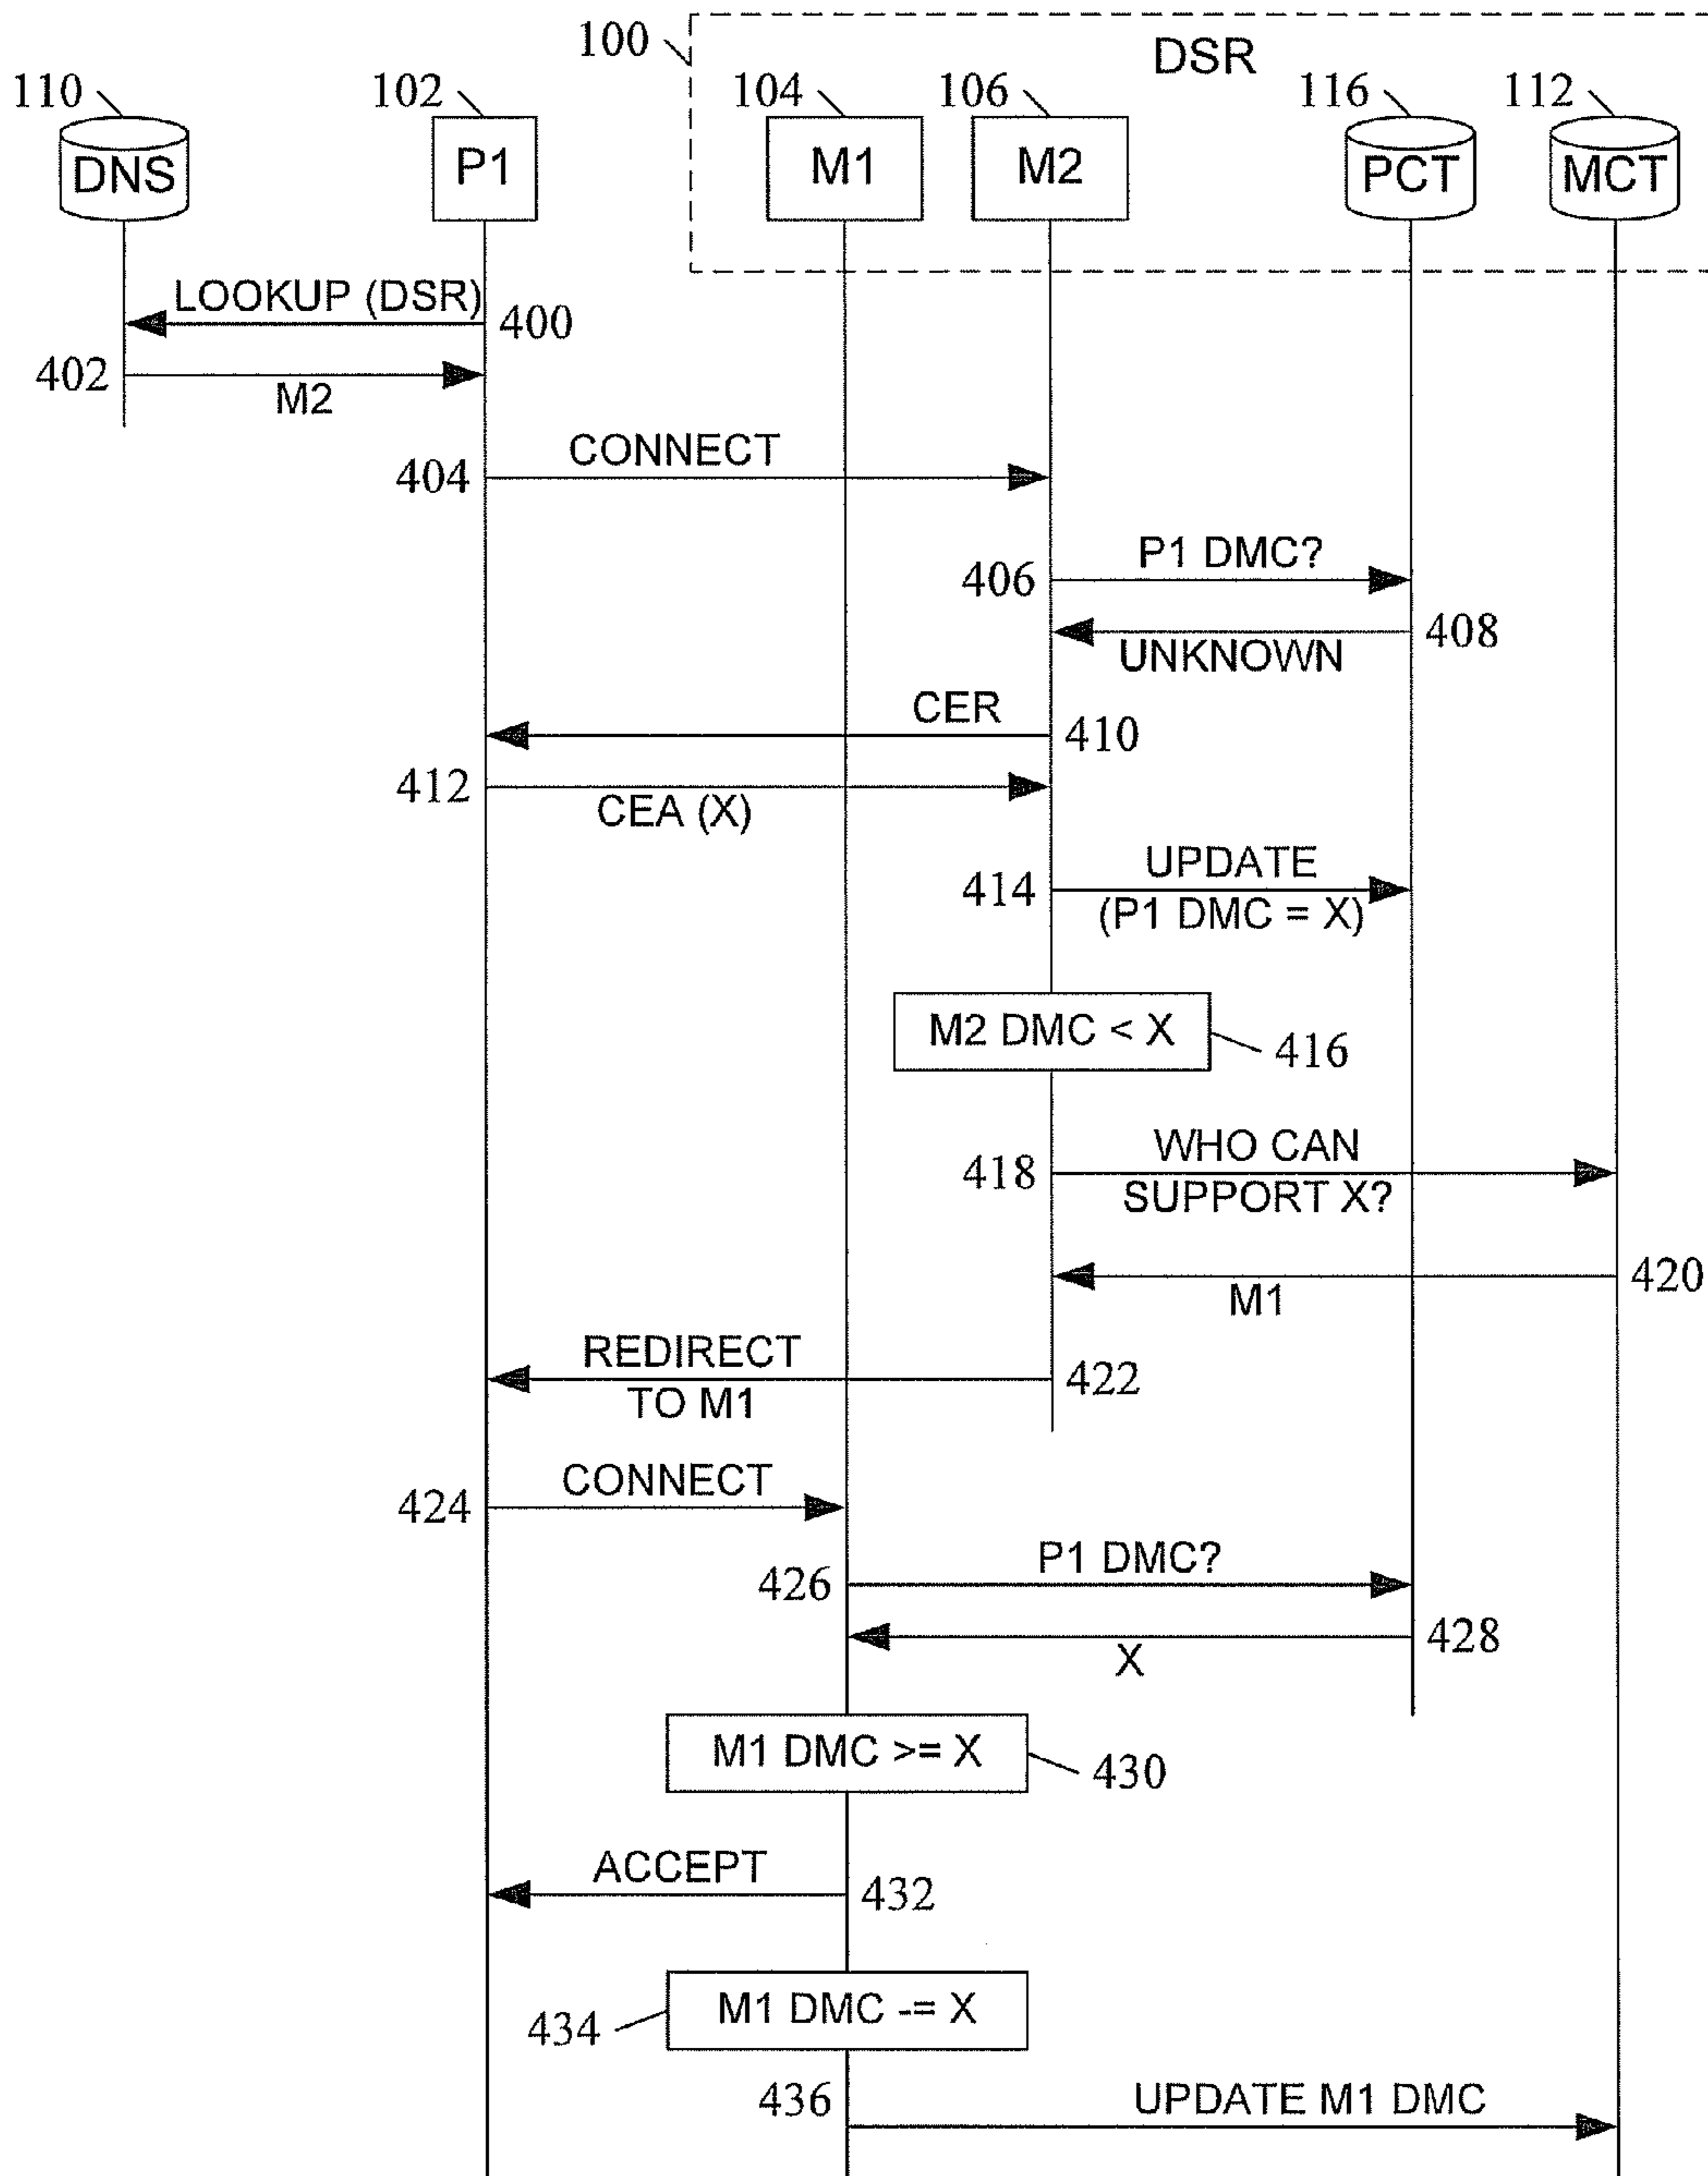 100
DSR
110
102
104
106
116
112
DNS
P1
M1
M2
PCT
MCT
LOOKUP (DSR)
400
402
M2
CONNECT
404
P1 DMC?
406
408
UNKNOWN
CER
410
412
CEA (X)
UPDATE
414
(P1 DMC = X)
M2 DMC < X
416
WHO CAN
418
SUPPORT X?
420
M1
REDIRECT
422
TO M1
CONNECT
424
P1 DMC?
426
428
X
M1 DMC >= X
430
ACCEPT
432
M1 DMC -= X
434
436
UPDATE M1 DMC